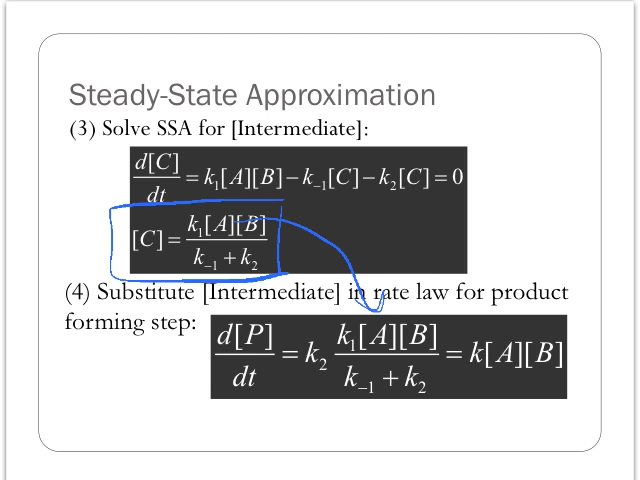 Steady-State Approximation
(3) Solve SSA for [Intermediate]:
d[C]/dt = k₁[A][B] − k₋₁[C] − k₂[C] = 0
[C] = k₁[A][B]/(k₋₁ + k₂)
(4) Substitute [Intermediate] in rate law for product
forming step:
d[P]/dt = k₂ k₁[A][B]/(k₋₁ + k₂) = k[A][B]